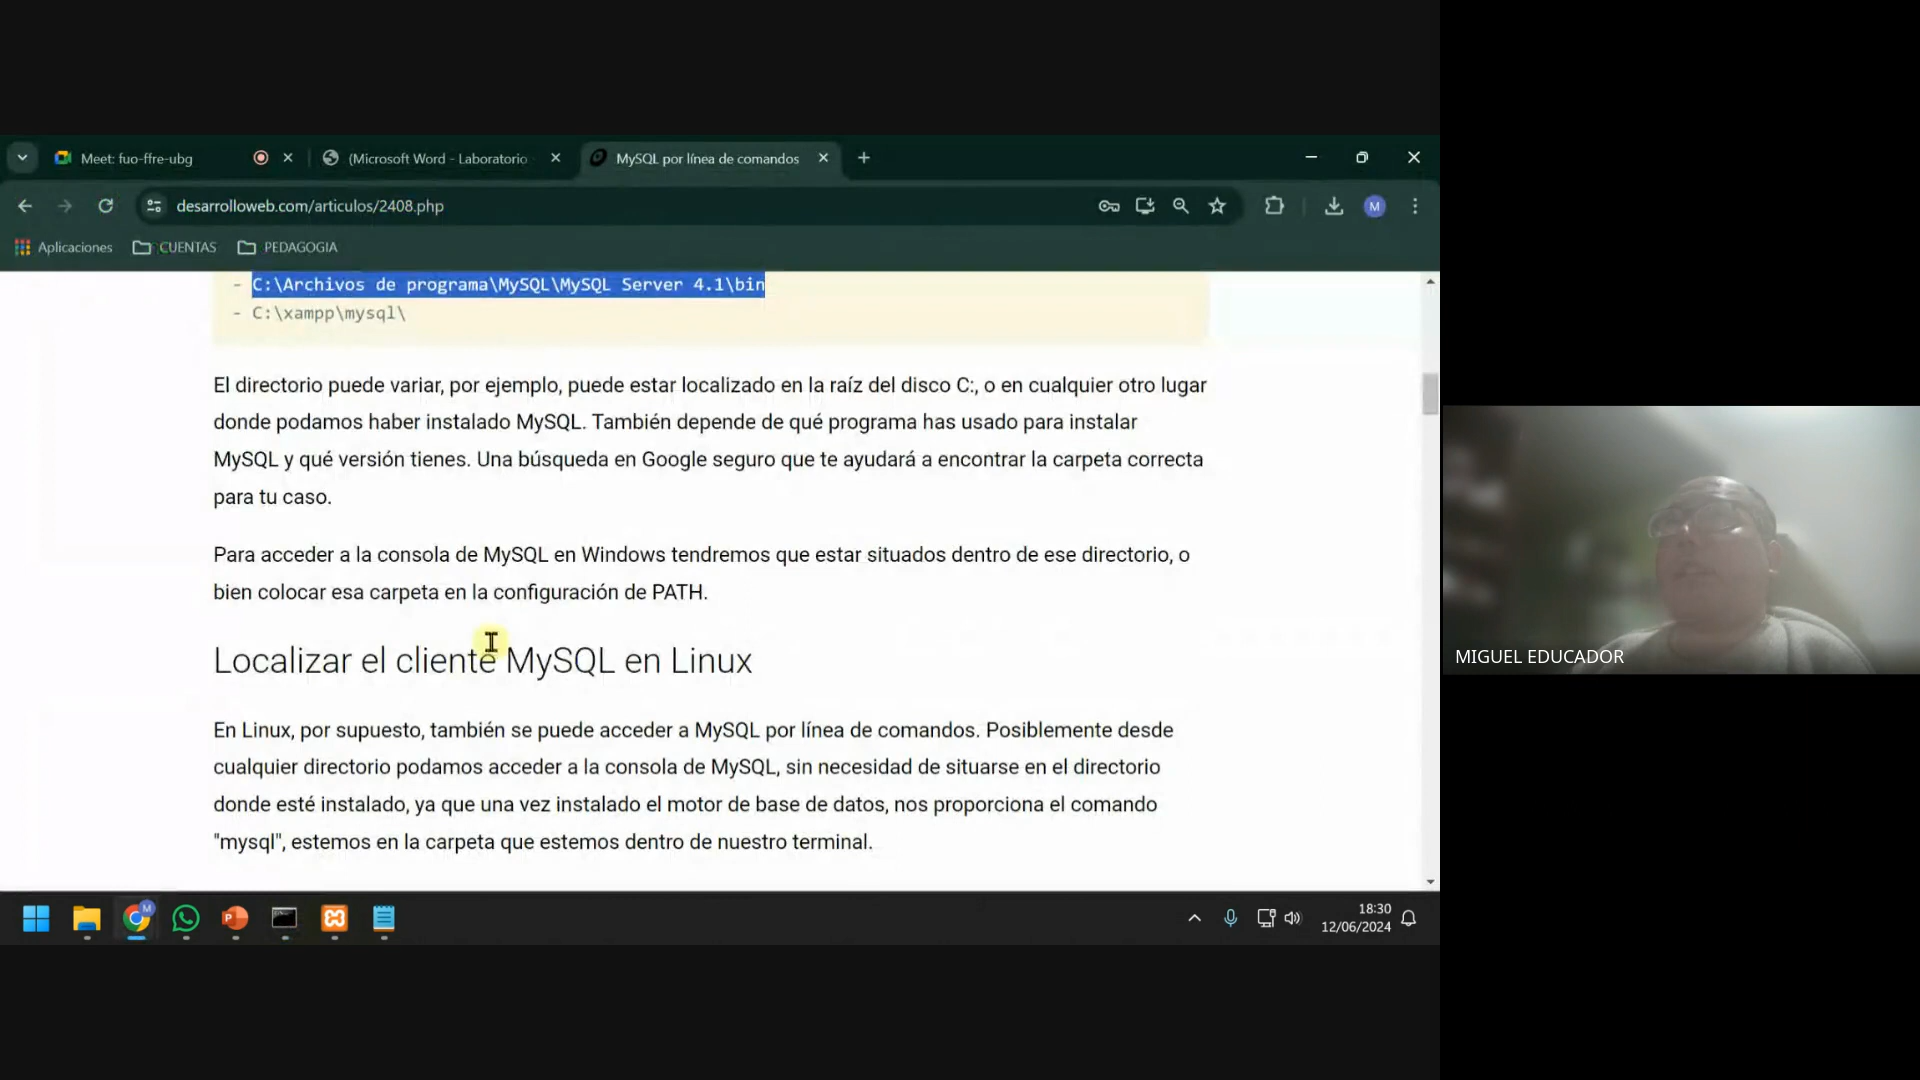 Meet: fuo-ffre-ubg
(Microsoft Word - Laboratorio
MySQL por línea de comandos
desarrolloweb.com/articulos/2408.php
M
Aplicaciones
CUENTAS
PEDAGOGIA
- C:\Archivos de programa\MySQL\MySQL Server 4.1\bin
- C:\xampp\mysql\
El directorio puede variar, por ejemplo, puede estar localizado en la raíz del disco C:, o en cualquier otro lugar
donde podamos haber instalado MySQL. También depende de qué programa has usado para instalar
MySQL y qué versión tienes. Una búsqueda en Google seguro que te ayudará a encontrar la carpeta correcta
para tu caso.
Para acceder a la consola de MySQL en Windows tendremos que estar situados dentro de ese directorio, o
bien colocar esa carpeta en la configuración de PATH.
Localizar el cliente MySQL en Linux
En Linux, por supuesto, también se puede acceder a MySQL por línea de comandos. Posiblemente desde
cualquier directorio podamos acceder a la consola de MySQL, sin necesidad de situarse en el directorio
donde esté instalado, ya que una vez instalado el motor de base de datos, nos proporciona el comando
"mysql", estemos en la carpeta que estemos dentro de nuestro terminal.
MIGUEL EDUCADOR
18:30
12/06/2024